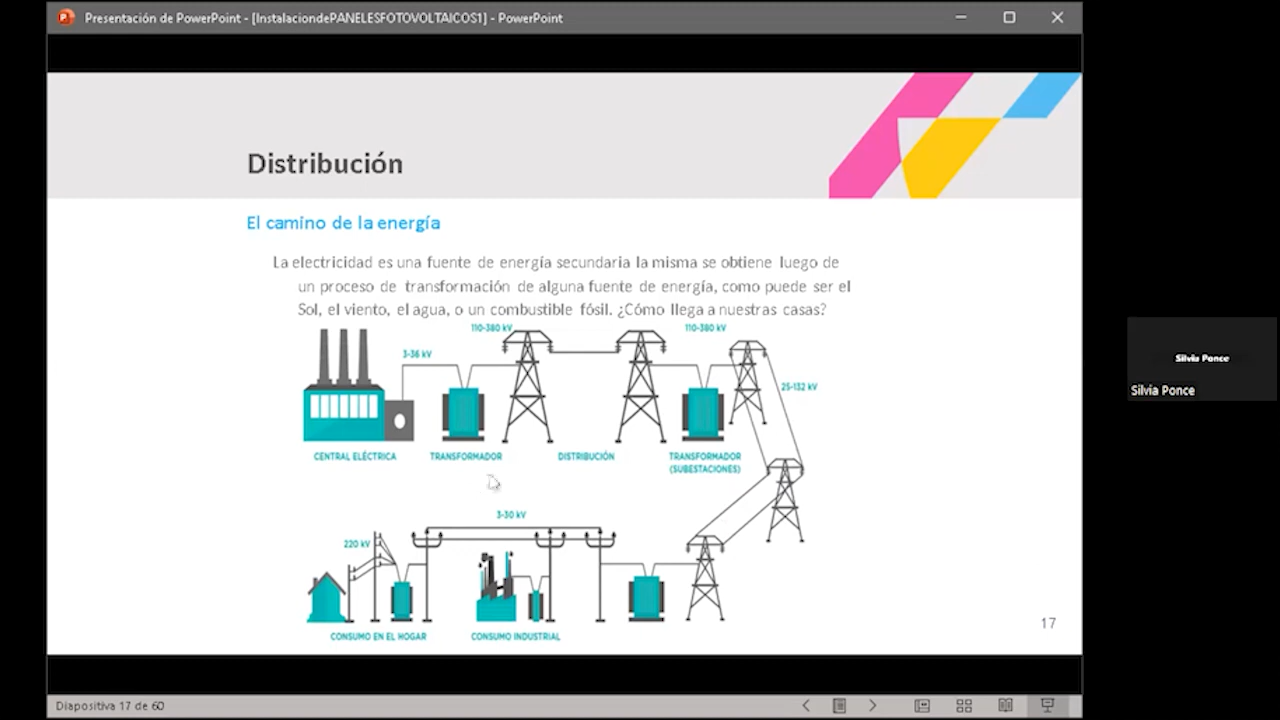 Presentación de PowerPoint - [InstalaciondePANELESFOTOVOLTAICOS1] - PowerPoint
Distribución
El camino de la energía
La electricidad es una fuente de energía secundaria la misma se obtiene luego de
un proceso de transformación de alguna fuente de energía, como puede ser el
Sol, el viento, el agua, o un combustible fósil. ¿Cómo llega a nuestras casas?
110-380 kV
110-380 kV
3-36 kV
25-132 kV
CENTRAL ELÉCTRICA
TRANSFORMADOR
DISTRIBUCIÓN
TRANSFORMADOR
(SUBESTACIONES)
3-30 kV
220 kV
CONSUMO EN EL HOGAR
CONSUMO INDUSTRIAL
17
Silvia Ponce
Silvia Ponce
Diapositiva 17 de 60